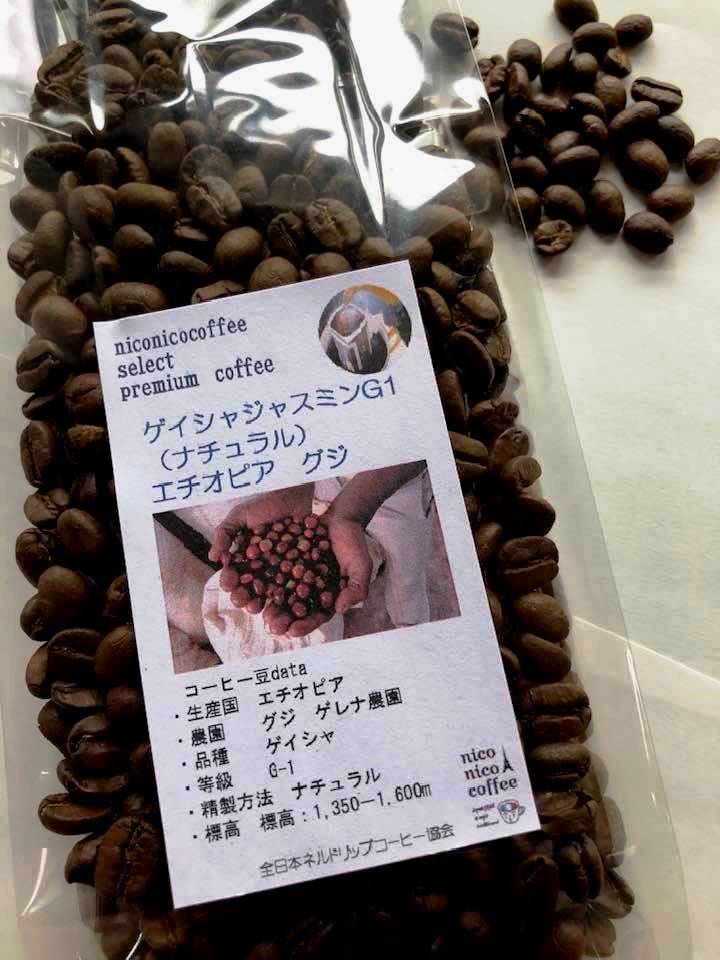 niconicocoffee
select
premium coffee
ゲイシャジャスミンG1
（ナチュラル）
エチオピア グジ
コーヒー豆data
・生産国 エチオピア
・農園 グジ ゲレナ農園
・品種 ゲイシャ
・等級 G-1
・精製方法 ナチュラル
・標高 標高：1,350－1,600m
nico
nico
coffee
全日本ネルドリップコーヒー協会